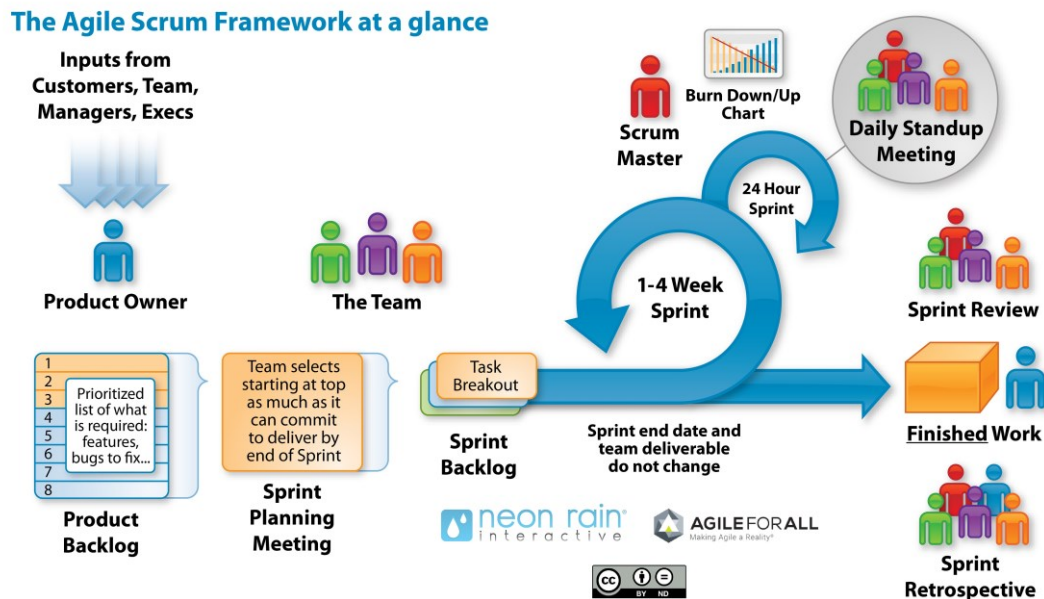 The Agile Scrum Framework at a glance
Inputs from
Customers, Team,
Managers, Execs
Product Owner
The Team
Scrum
Master
Burn Down/Up
Chart
Daily Standup
Meeting
24 Hour
Sprint
1-4 Week
Sprint
Sprint Review
1
2
3
4
5
6
7
8
Prioritized
list of what
is required:
features,
bugs to fix...
Product
Backlog
Team selects
starting at top
as much as it
can commit
to deliver by
end of Sprint
Sprint
Planning
Meeting
Task
Breakout
Sprint
Backlog
Sprint end date and
team deliverable
do not change
Finished Work
Sprint
Retrospective
neon rain®
interactive
AGILEFORALL
Making Agile a Reality®
cc
BY ND